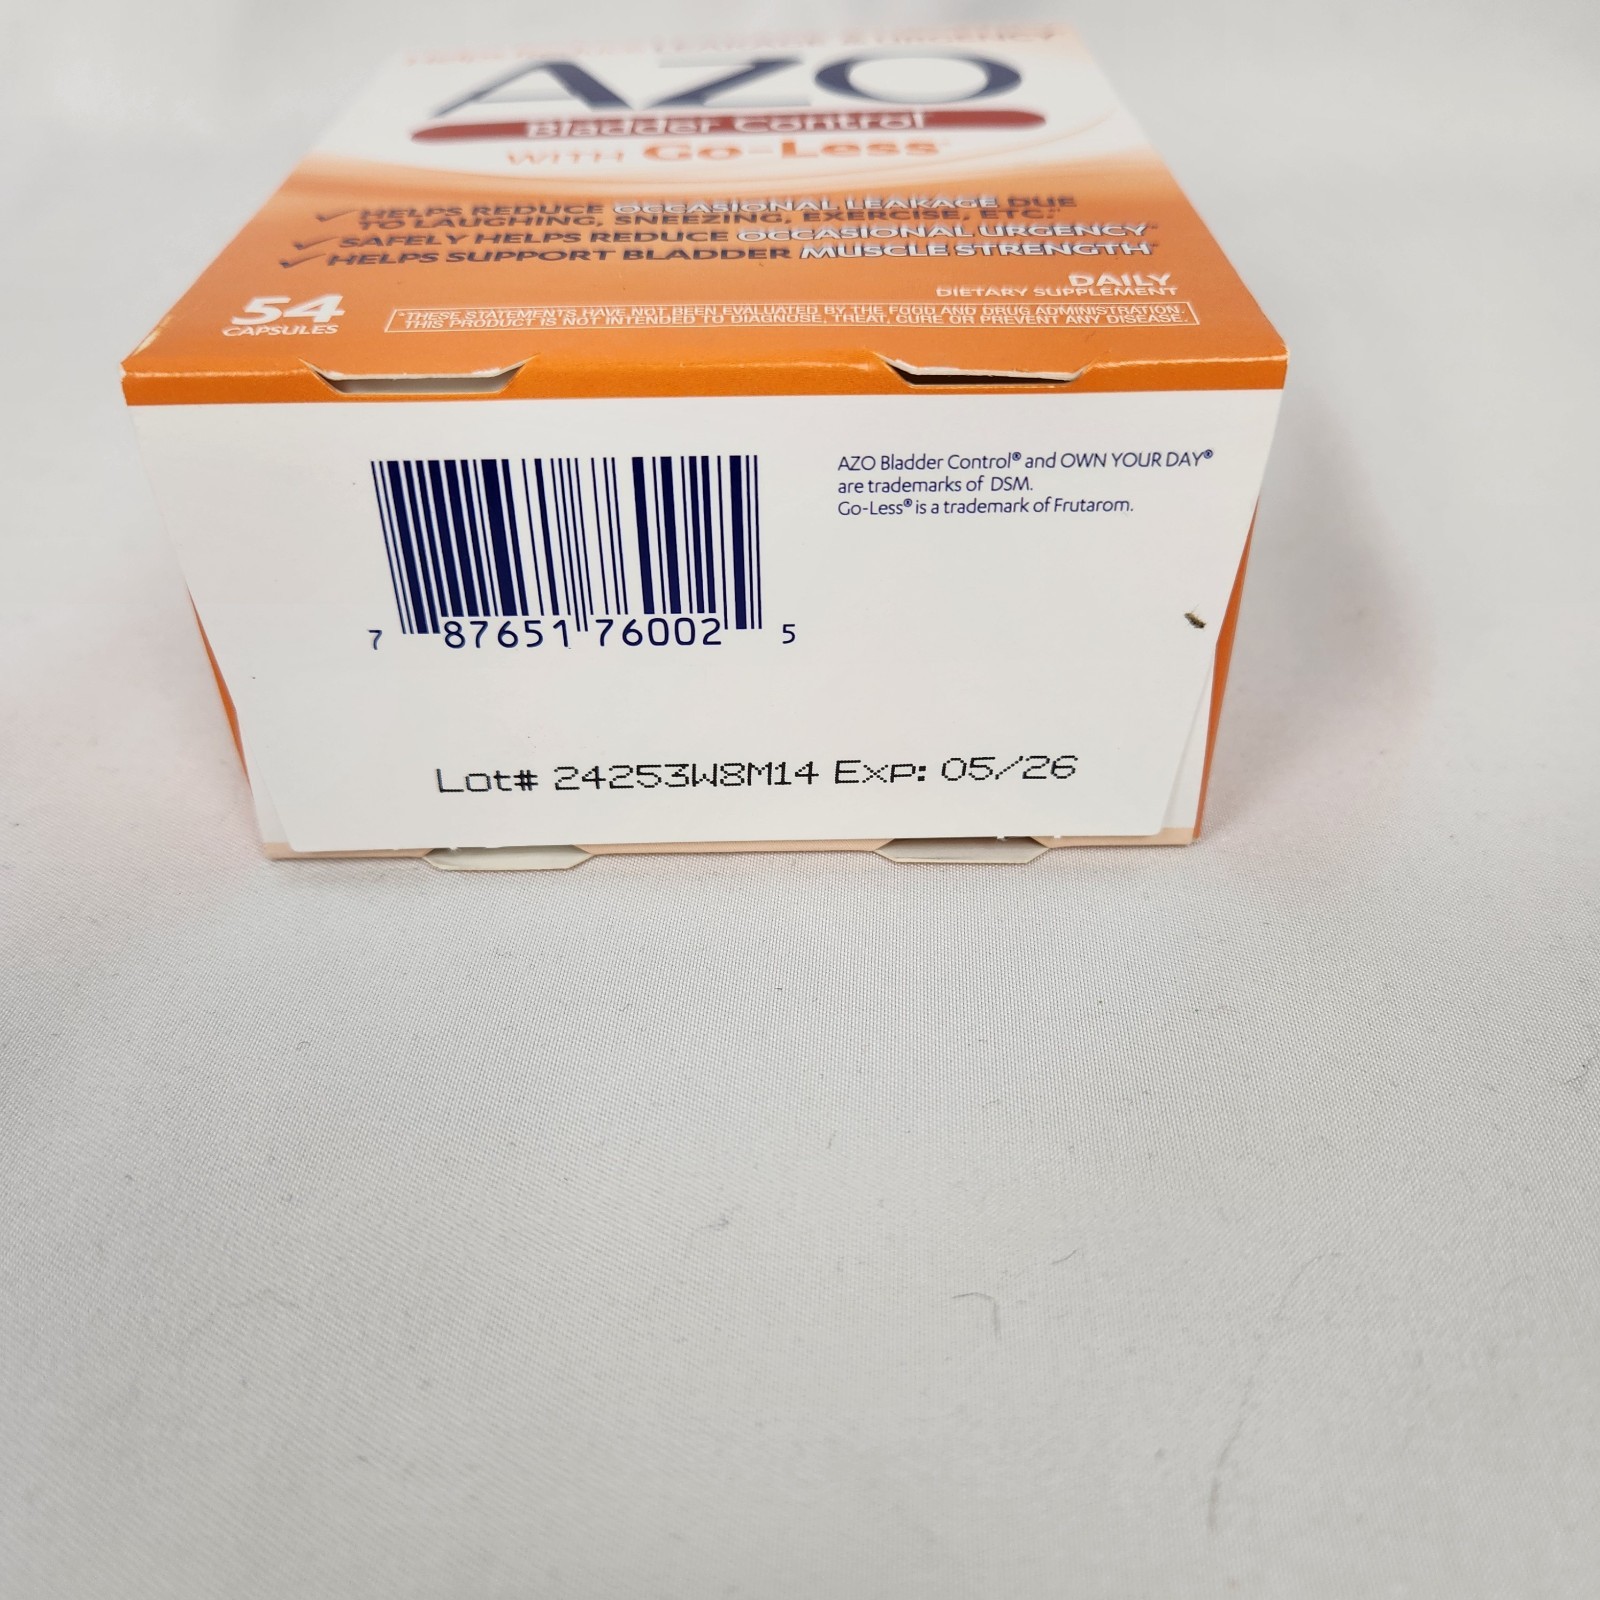 AZO
Bladder Control®
WITH Go-Less®
HELPS REDUCE OCCASIONAL LEAKAGE DUE
TO LAUGHING, SNEEZING, EXERCISE, ETC.*
SAFELY HELPS REDUCE OCCASIONAL URGENCY*
HELPS SUPPORT BLADDER MUSCLE STRENGTH*
DAILY
DIETARY SUPPLEMENT
54
CAPSULES
*THESE STATEMENTS HAVE NOT BEEN EVALUATED BY THE FOOD AND DRUG ADMINISTRATION.
THIS PRODUCT IS NOT INTENDED TO DIAGNOSE, TREAT, CURE OR PREVENT ANY DISEASE.
AZO Bladder Control® and OWN YOUR DAY®
are trademarks of DSM.
Go-Less® is a trademark of Frutarom.
7 87651 76002 5
Lot# 24253W8M14 Exp: 05/26